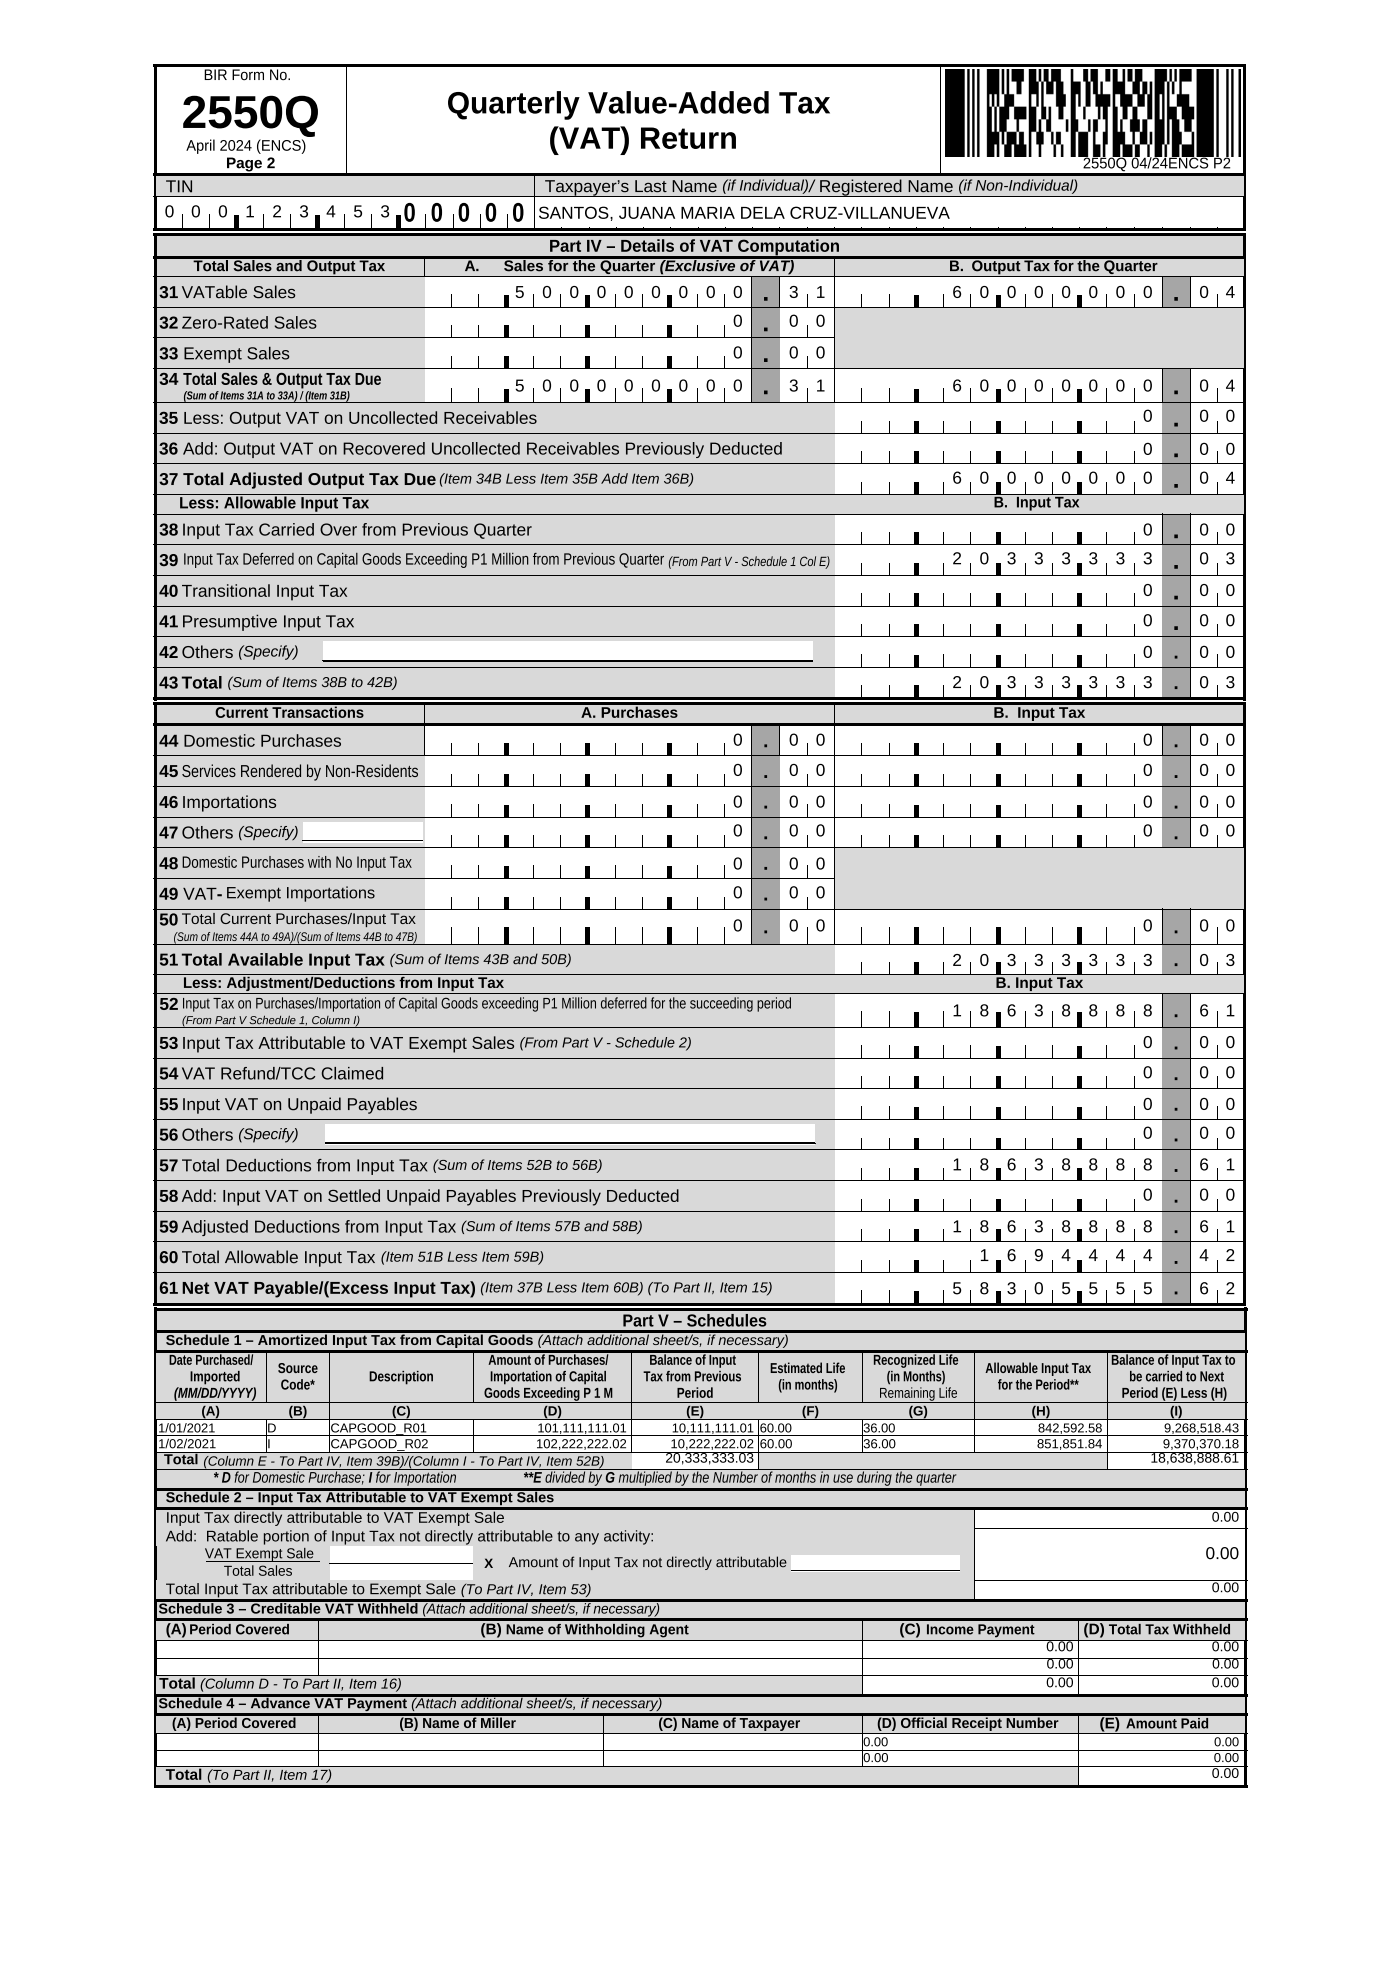 BIR Form No.
2550Q
April 2024 (ENCS)
Page 2
Quarterly Value-Added Tax
(VAT) Return
2550Q 04/24ENCS P2
TIN
Taxpayer's Last Name (if Individual)/ Registered Name (if Non-Individual)
0 0 0 1 2 3 4 5 3 0 0 0 0 0 SANTOS, JUANA MARIA DELA CRUZ-VILLANUEVA
Part IV – Details of VAT Computation
Total Sales and Output Tax A. Sales for the Quarter (Exclusive of VAT) B. Output Tax for the Quarter
31 VATable Sales 5 0 0 0 0 0 0 0 0 . 3 1 6 0 0 0 0 0 0 0 . 0 4
32 Zero-Rated Sales 0 . 0 0
33 Exempt Sales 0 . 0 0
34 Total Sales & Output Tax Due 5 0 0 0 0 0 0 0 0 . 3 1 6 0 0 0 0 0 0 0 . 0 4
(Sum of Items 31A to 33A) / (Item 31B)
35 Less: Output VAT on Uncollected Receivables 0 . 0 0
36 Add: Output VAT on Recovered Uncollected Receivables Previously Deducted 0 . 0 0
37 Total Adjusted Output Tax Due (Item 34B Less Item 35B Add Item 36B) 6 0 0 0 0 0 0 0 . 0 4
Less: Allowable Input Tax B. Input Tax
38 Input Tax Carried Over from Previous Quarter 0 . 0 0
39 Input Tax Deferred on Capital Goods Exceeding P1 Million from Previous Quarter (From Part V - Schedule 1 Col E) 2 0 3 3 3 3 3 3 . 0 3
40 Transitional Input Tax 0 . 0 0
41 Presumptive Input Tax 0 . 0 0
42 Others (Specify) 0 . 0 0
43 Total (Sum of Items 38B to 42B) 2 0 3 3 3 3 3 3 . 0 3
Current Transactions A. Purchases B. Input Tax
44 Domestic Purchases 0 . 0 0 0 . 0 0
45 Services Rendered by Non-Residents 0 . 0 0 0 . 0 0
46 Importations 0 . 0 0 0 . 0 0
47 Others (Specify) 0 . 0 0 0 . 0 0
48 Domestic Purchases with No Input Tax 0 . 0 0
49 VAT- Exempt Importations 0 . 0 0
50 Total Current Purchases/Input Tax 0 . 0 0 0 . 0 0
(Sum of Items 44A to 49A)/(Sum of Items 44B to 47B)
51 Total Available Input Tax (Sum of Items 43B and 50B) 2 0 3 3 3 3 3 3 . 0 3
Less: Adjustment/Deductions from Input Tax B. Input Tax
52 Input Tax on Purchases/Importation of Capital Goods exceeding P1 Million deferred for the succeeding period 1 8 6 3 8 8 8 8 . 6 1
(From Part V Schedule 1, Column I)
53 Input Tax Attributable to VAT Exempt Sales (From Part V - Schedule 2) 0 . 0 0
54 VAT Refund/TCC Claimed 0 . 0 0
55 Input VAT on Unpaid Payables 0 . 0 0
56 Others (Specify) 0 . 0 0
57 Total Deductions from Input Tax (Sum of Items 52B to 56B) 1 8 6 3 8 8 8 8 . 6 1
58 Add: Input VAT on Settled Unpaid Payables Previously Deducted 0 . 0 0
59 Adjusted Deductions from Input Tax (Sum of Items 57B and 58B) 1 8 6 3 8 8 8 8 . 6 1
60 Total Allowable Input Tax (Item 51B Less Item 59B) 1 6 9 4 4 4 4 . 4 2
61 Net VAT Payable/(Excess Input Tax) (Item 37B Less Item 60B) (To Part II, Item 15) 5 8 3 0 5 5 5 5 . 6 2
Part V – Schedules
Schedule 1 – Amortized Input Tax from Capital Goods (Attach additional sheet/s, if necessary)
Date Purchased/ Imported (MM/DD/YYYY) Source Code* Description Amount of Purchases/ Importation of Capital Goods Exceeding P 1 M Balance of Input Tax from Previous Period Estimated Life (in months) Recognized Life (in Months) Remaining Life Allowable Input Tax for the Period** Balance of Input Tax to be carried to Next Period (E) Less (H)
(A) (B) (C) (D) (E) (F) (G) (H) (I)
1/01/2021 D CAPGOOD_R01 101,111,111.01 10,111,111.01 60.00 36.00 842,592.58 9,268,518.43
1/02/2021 I CAPGOOD_R02 102,222,222.02 10,222,222.02 60.00 36.00 851,851.84 9,370,370.18
Total (Column E - To Part IV, Item 39B)/(Column I - To Part IV, Item 52B) 20,333,333.03 18,638,888.61
* D for Domestic Purchase; I for Importation **E divided by G multiplied by the Number of months in use during the quarter
Schedule 2 – Input Tax Attributable to VAT Exempt Sales
Input Tax directly attributable to VAT Exempt Sale 0.00
Add: Ratable portion of Input Tax not directly attributable to any activity:
VAT Exempt Sale
Total Sales
X Amount of Input Tax not directly attributable 0.00
Total Input Tax attributable to Exempt Sale (To Part IV, Item 53) 0.00
Schedule 3 – Creditable VAT Withheld (Attach additional sheet/s, if necessary)
(A) Period Covered (B) Name of Withholding Agent (C) Income Payment (D) Total Tax Withheld
0.00 0.00
0.00 0.00
Total (Column D - To Part II, Item 16) 0.00 0.00
Schedule 4 – Advance VAT Payment (Attach additional sheet/s, if necessary)
(A) Period Covered (B) Name of Miller (C) Name of Taxpayer (D) Official Receipt Number (E) Amount Paid
0.00 0.00
0.00 0.00
Total (To Part II, Item 17) 0.00